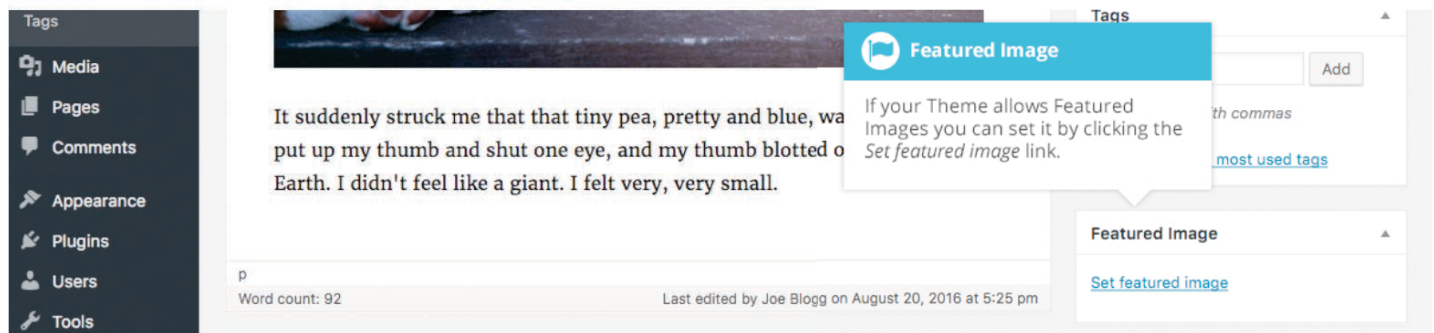 Tags
Media
Pages
Comments
Appearance
Plugins
Users
Tools
It suddenly struck me that that tiny pea, pretty and blue, wa
put up my thumb and shut one eye, and my thumb blotted o
Earth. I didn't feel like a giant. I felt very, very small.
p
Word count: 92
Last edited by Joe Blogg on August 20, 2016 at 5:25 pm
Featured Image
If your Theme allows Featured
Images you can set it by clicking the
Set featured image link.
Tags
Add
th commas
most used tags
Featured Image
Set featured image